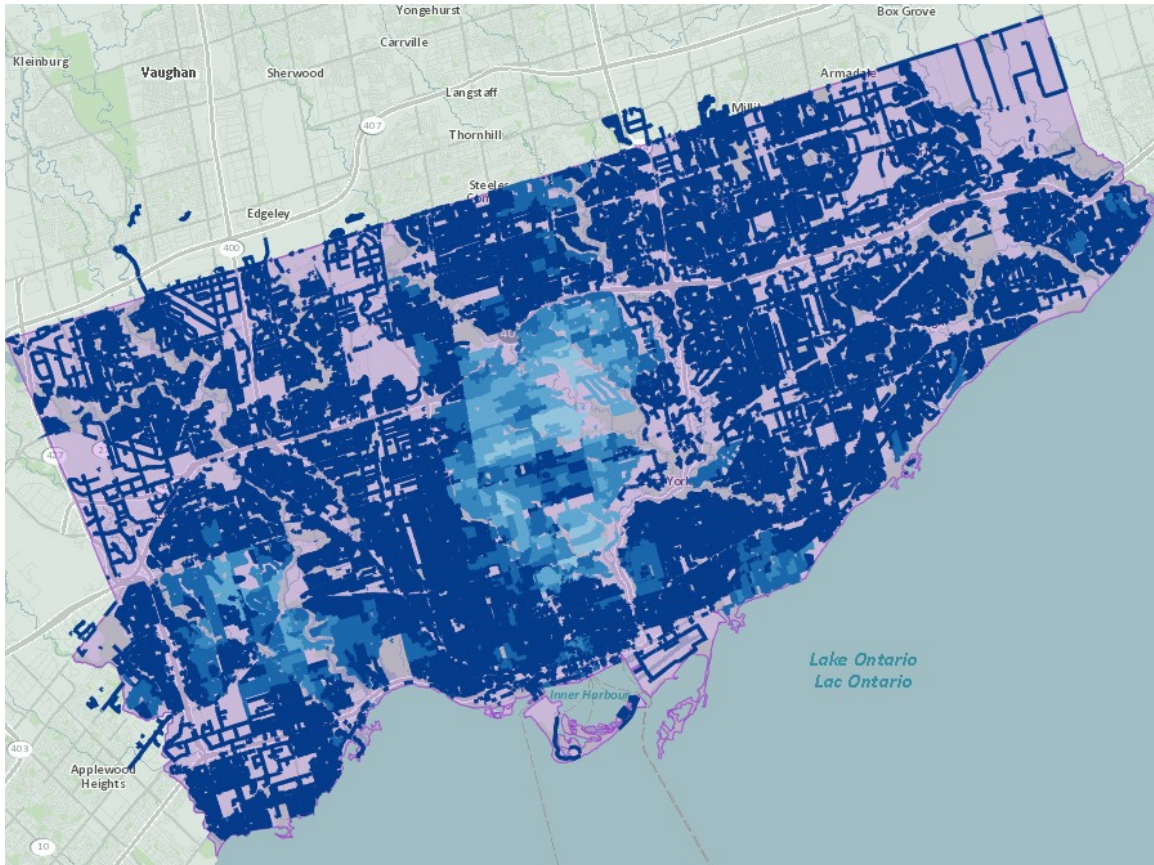 Yongehurst
Box Grove
Carrville
Kleinburg
Vaughan
Sherwood
Armadale
Langstaff
407
Thornhill
Steeles
Edgeley
400
York
427
Lake Ontario
Lac Ontario
Inner Harbour
403
Applewood
Heights
10